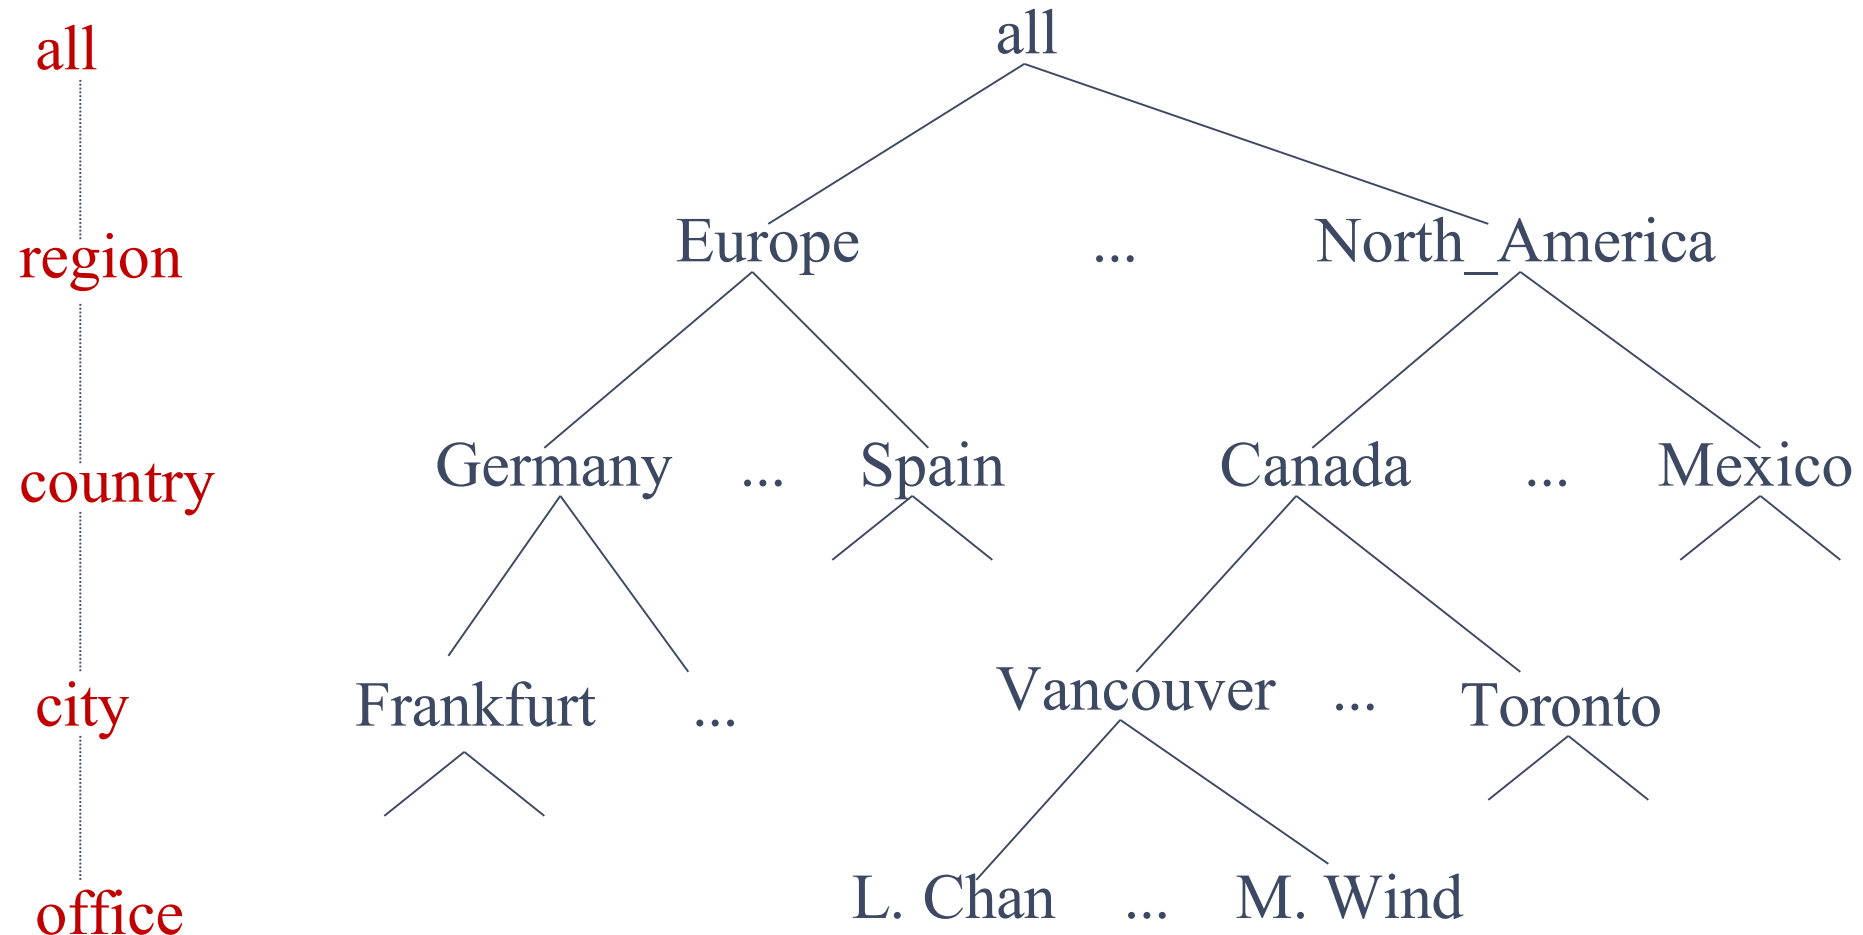 all all
region Europe ... North_America
country Germany ... Spain Canada ... Mexico
city Frankfurt ... Vancouver ... Toronto
office L. Chan ... M. Wind